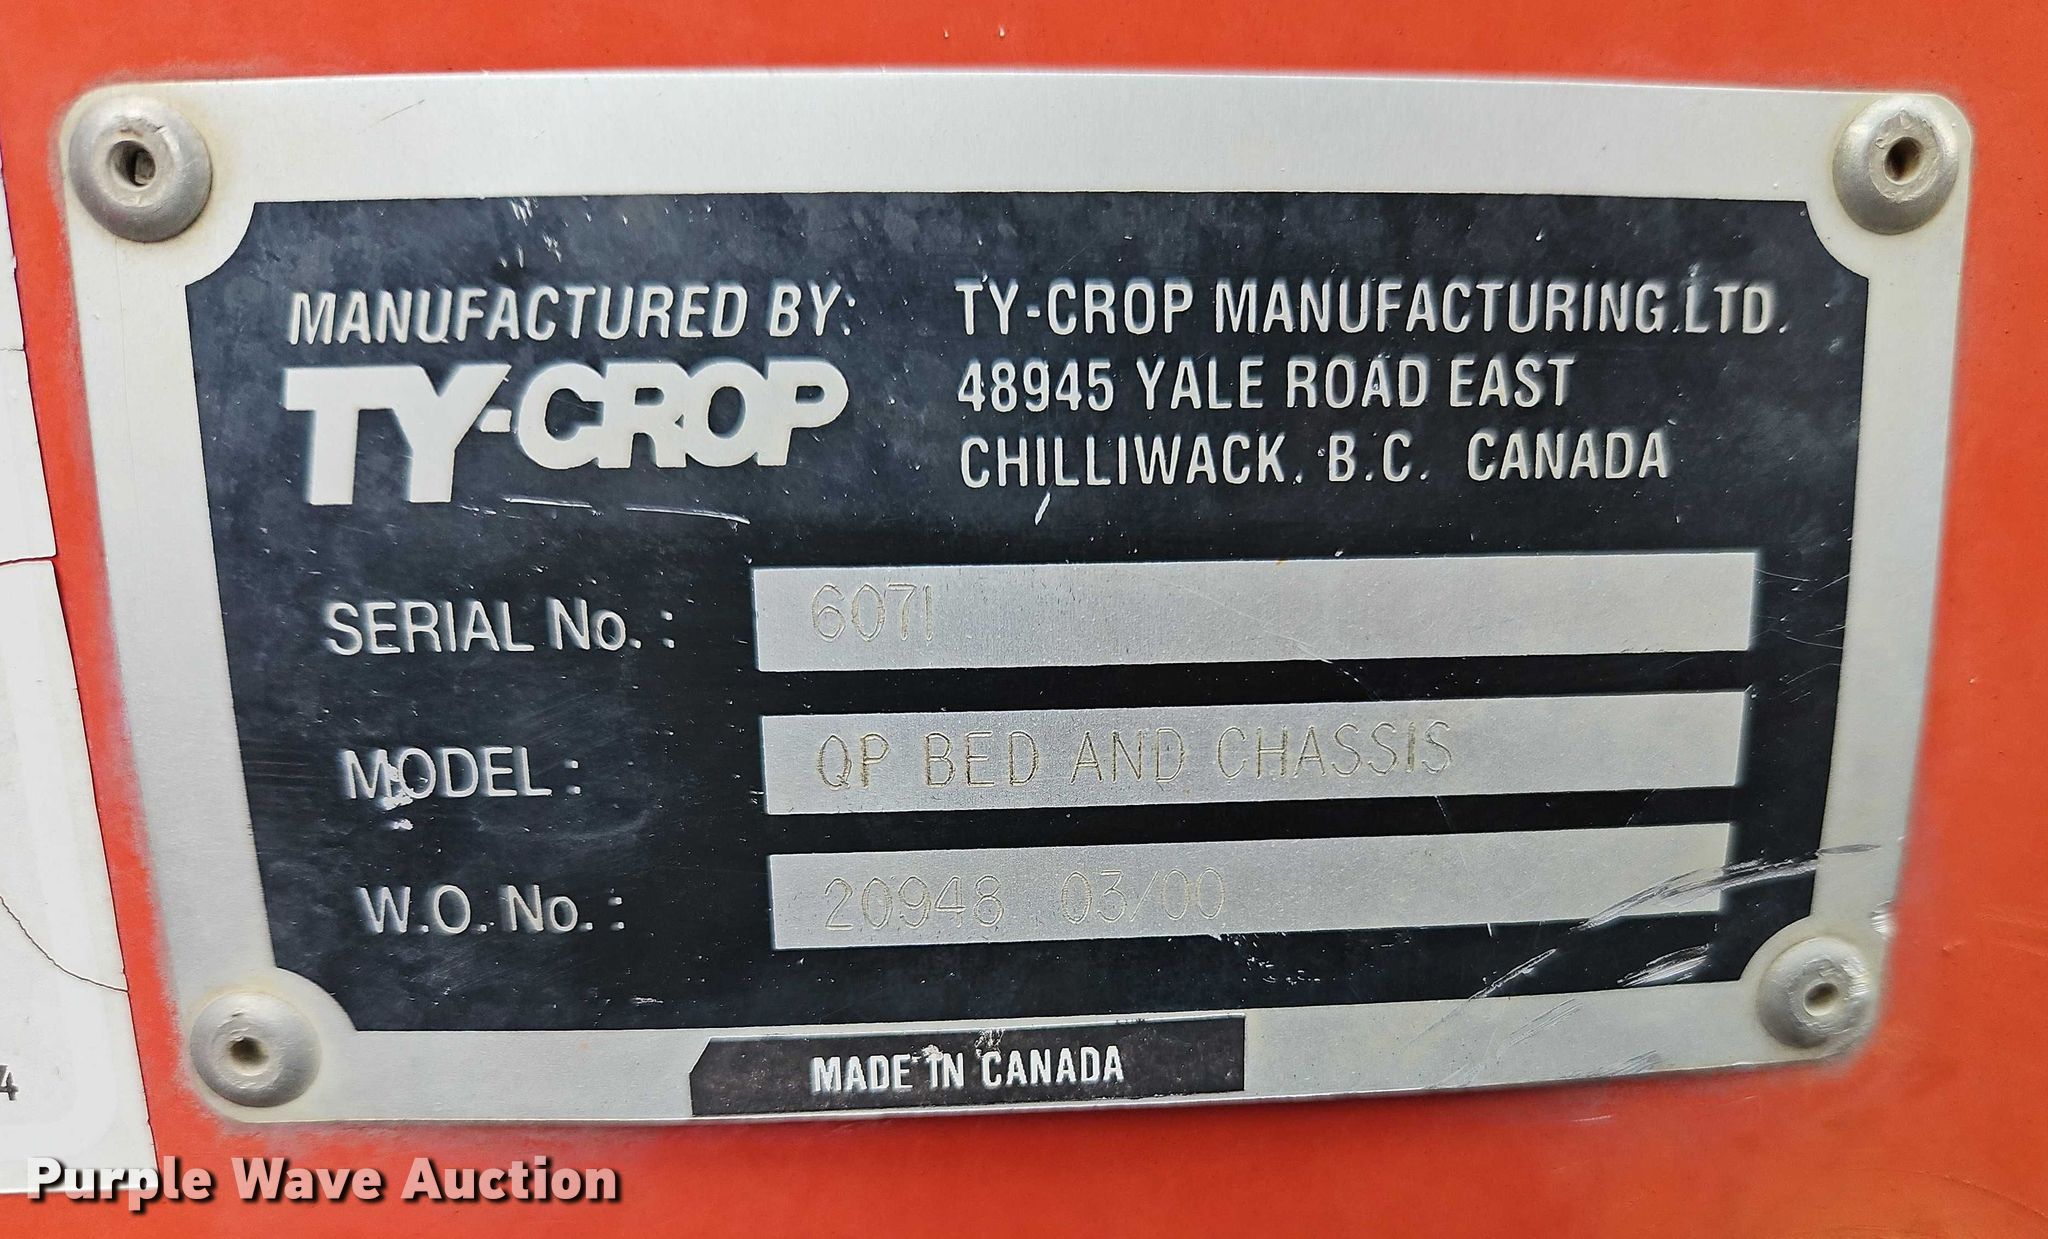 MANUFACTURED BY:
TY-CROP
TY-CROP MANUFACTURING LTD.
48945 YALE ROAD EAST
CHILLIWACK, B.C. CANADA
SERIAL No. : 6071
MODEL : QP BED AND CHASSIS
W.O. No. : 20948 03/00
MADE IN CANADA
4
Purple Wave Auction